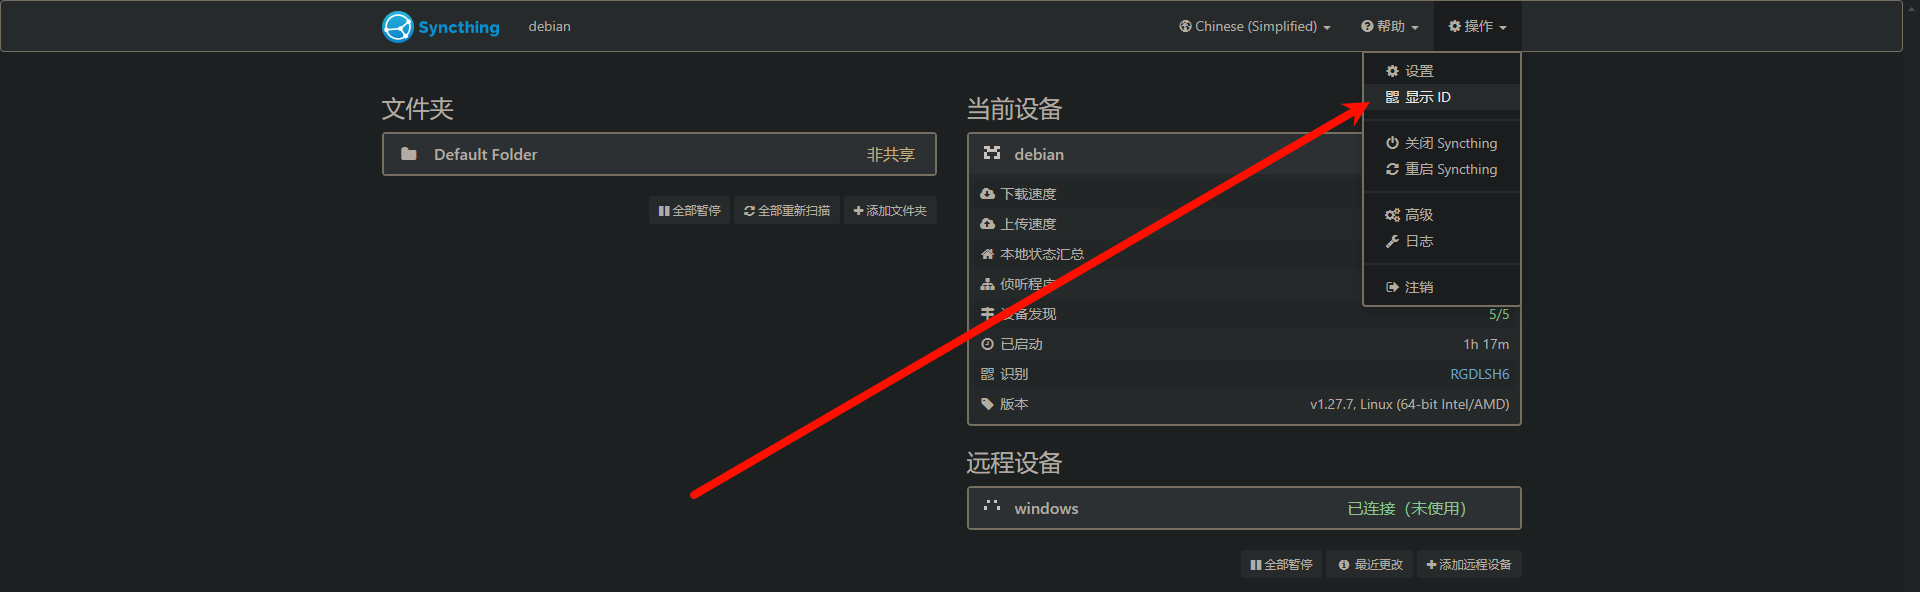 Syncthing
debian
Chinese (Simplified)
帮助
操作
设置
显示 ID
关闭 Syncthing
重启 Syncthing
高级
日志
注销
文件夹
Default Folder
非共享
全部暂停
全部重新扫描
添加文件夹
当前设备
debian
下载速度
上传速度
本地状态汇总
侦听程序
设备发现
5/5
已启动
1h 17m
识别
RGDLSH6
版本
v1.27.7, Linux (64-bit Intel/AMD)
远程设备
windows
已连接（未使用）
全部暂停
最近更改
添加远程设备